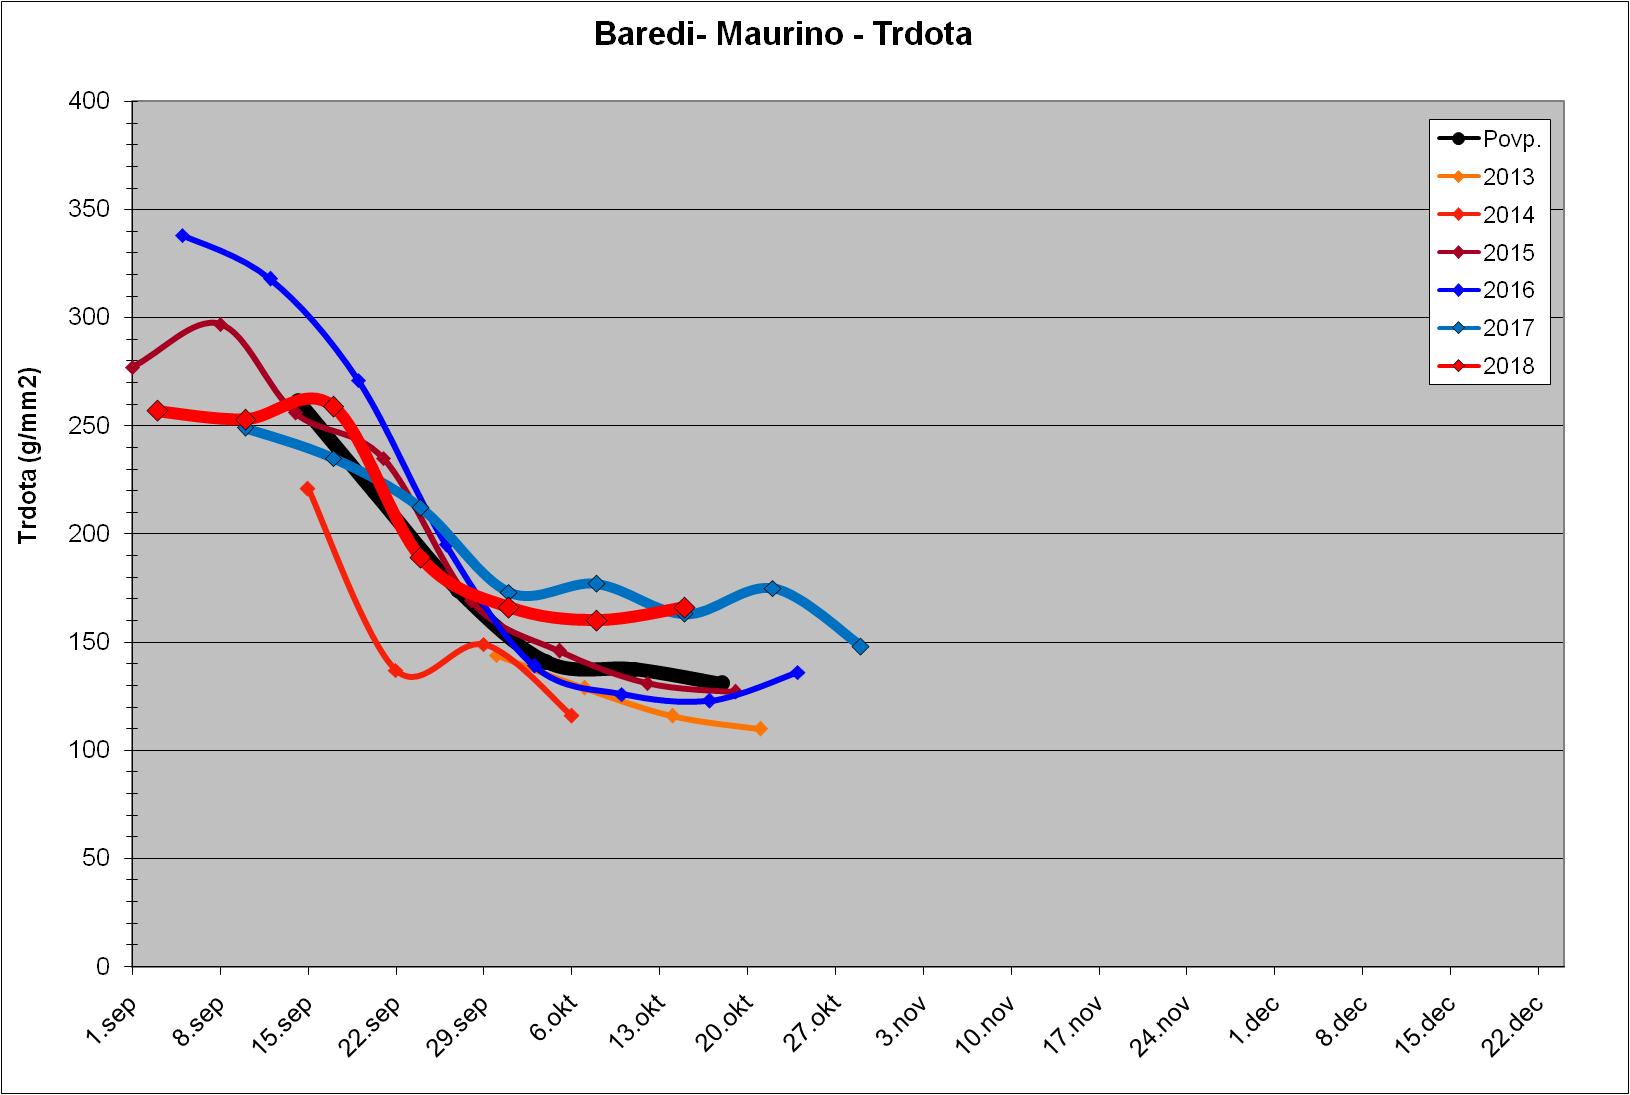 Baredi- Maurino - Trdota
Trdota (g/mm2)
400
350
300
250
200
150
100
50
0
1.sep
8.sep
15.sep
22.sep
29.sep
6.okt
13.okt
20.okt
27.okt
3.nov
10.nov
17.nov
24.nov
1.dec
8.dec
15.dec
22.dec
Povp.
2013
2014
2015
2016
2017
2018